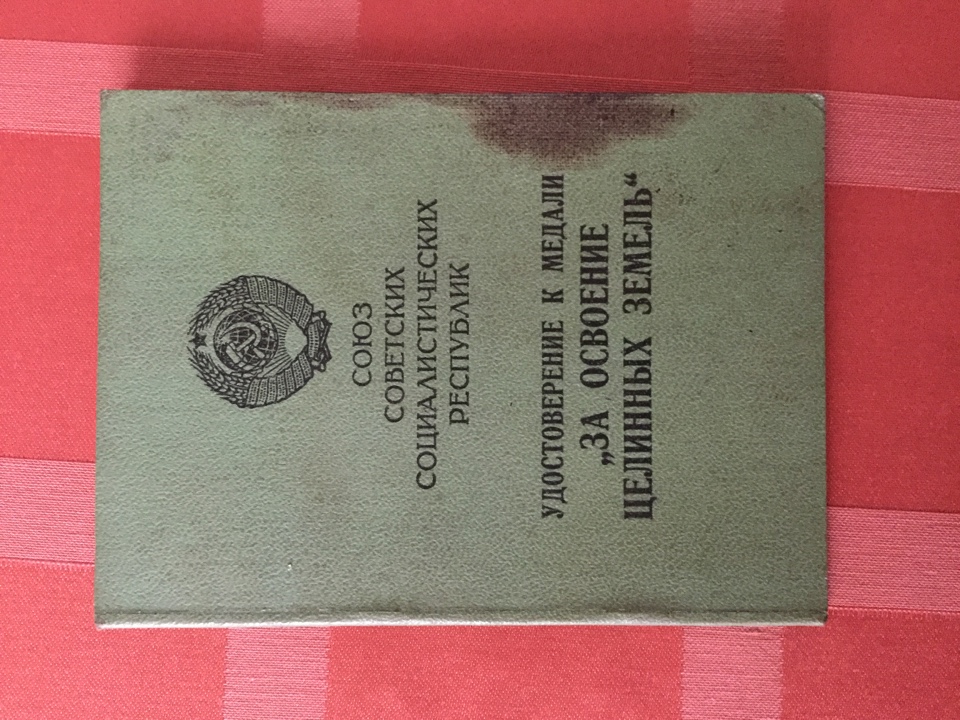 СОЮЗ
СОВЕТСКИХ
СОЦИАЛИСТИЧЕСКИХ
РЕСПУБЛИК
УДОСТОВЕРЕНИЕ К МЕДАЛИ
„ЗА ОСВОЕНИЕ
ЦЕЛИННЫХ ЗЕМЕЛЬ“